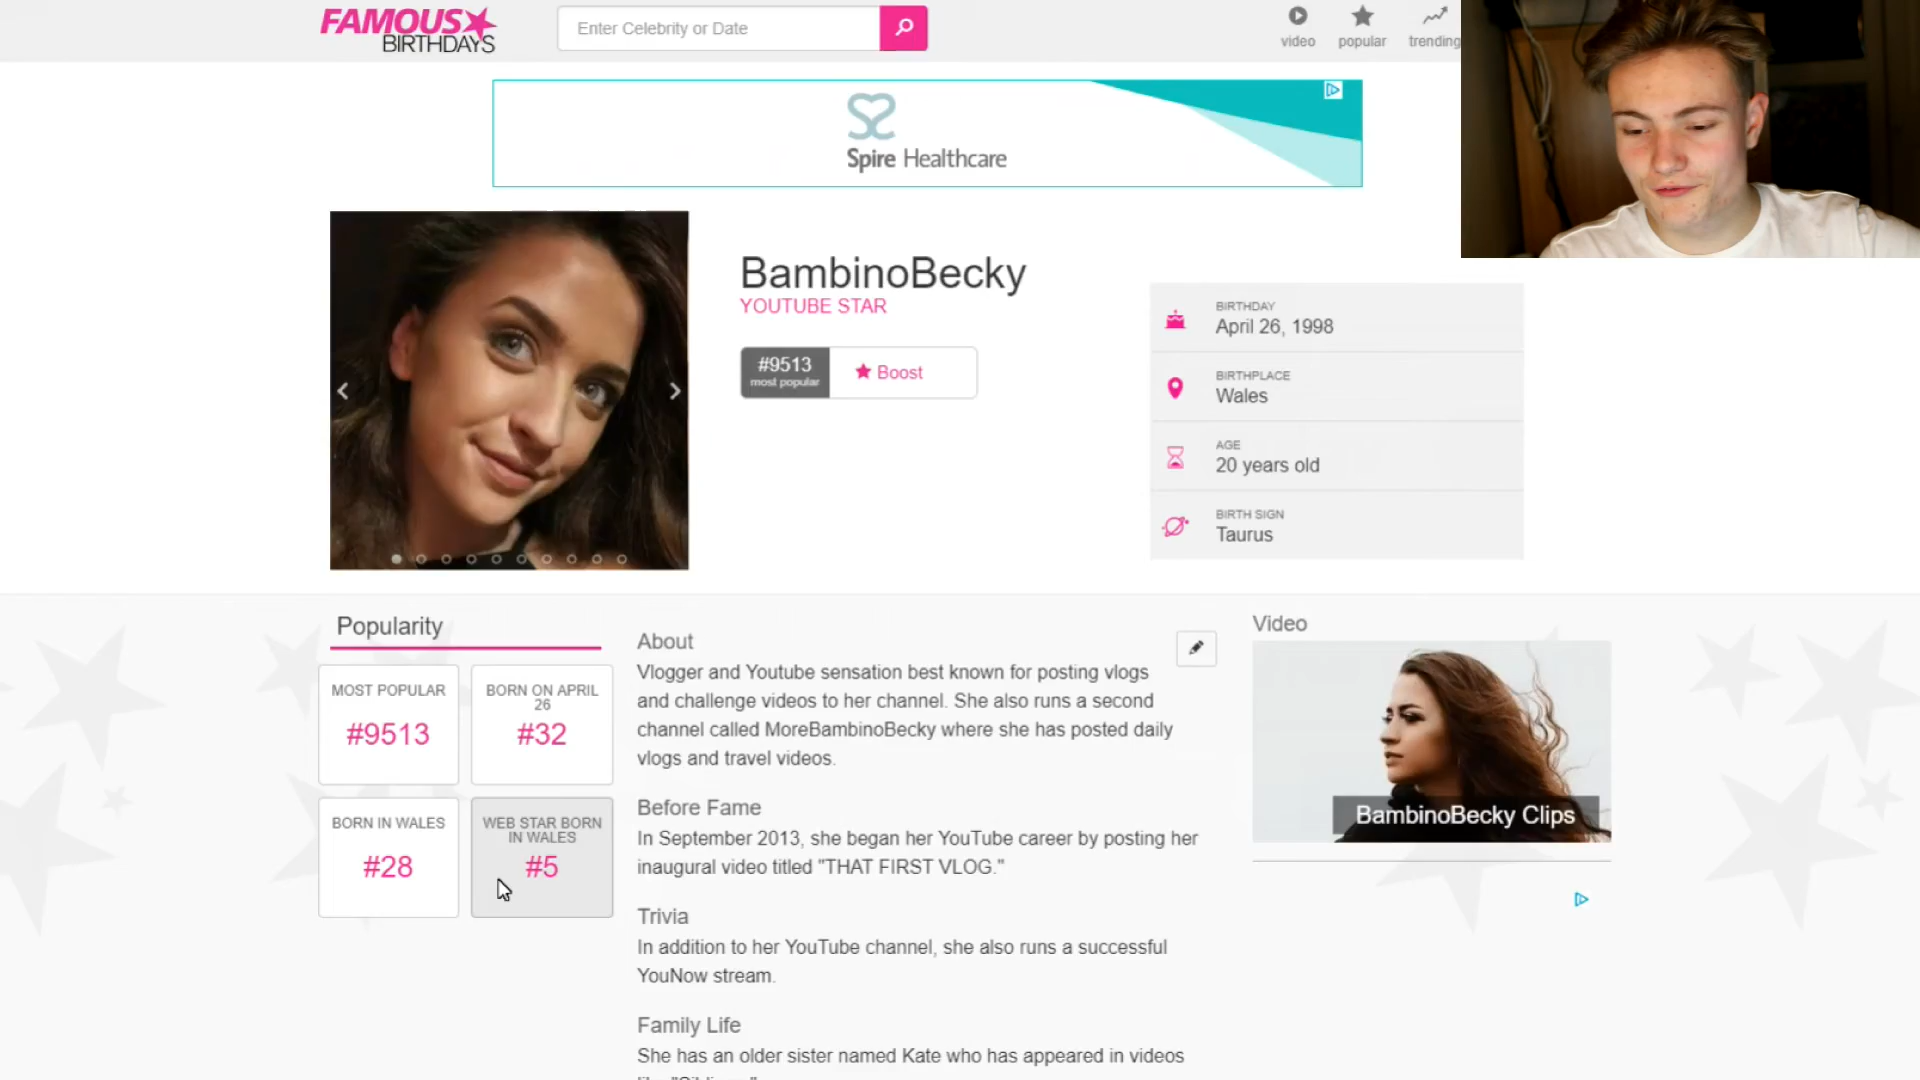 FAMOUS
BIRTHDAYS
Enter Celebrity or Date
video
popular
trending
Spire Healthcare
BambinoBecky
YOUTUBE STAR
#9513
most popular
Boost
BIRTHDAY
April 26, 1998
BIRTHPLACE
Wales
AGE
20 years old
BIRTH SIGN
Taurus
Popularity
MOST POPULAR
#9513
BORN ON APRIL
26
#32
BORN IN WALES
#28
WEB STAR BORN
IN WALES
#5
About
Vlogger and Youtube sensation best known for posting vlogs
and challenge videos to her channel. She also runs a second
channel called MoreBambinoBecky where she has posted daily
vlogs and travel videos.
Before Fame
In September 2013, she began her YouTube career by posting her
inaugural video titled "THAT FIRST VLOG."
Trivia
In addition to her YouTube channel, she also runs a successful
YouNow stream.
Family Life
She has an older sister named Kate who has appeared in videos
Video
BambinoBecky Clips